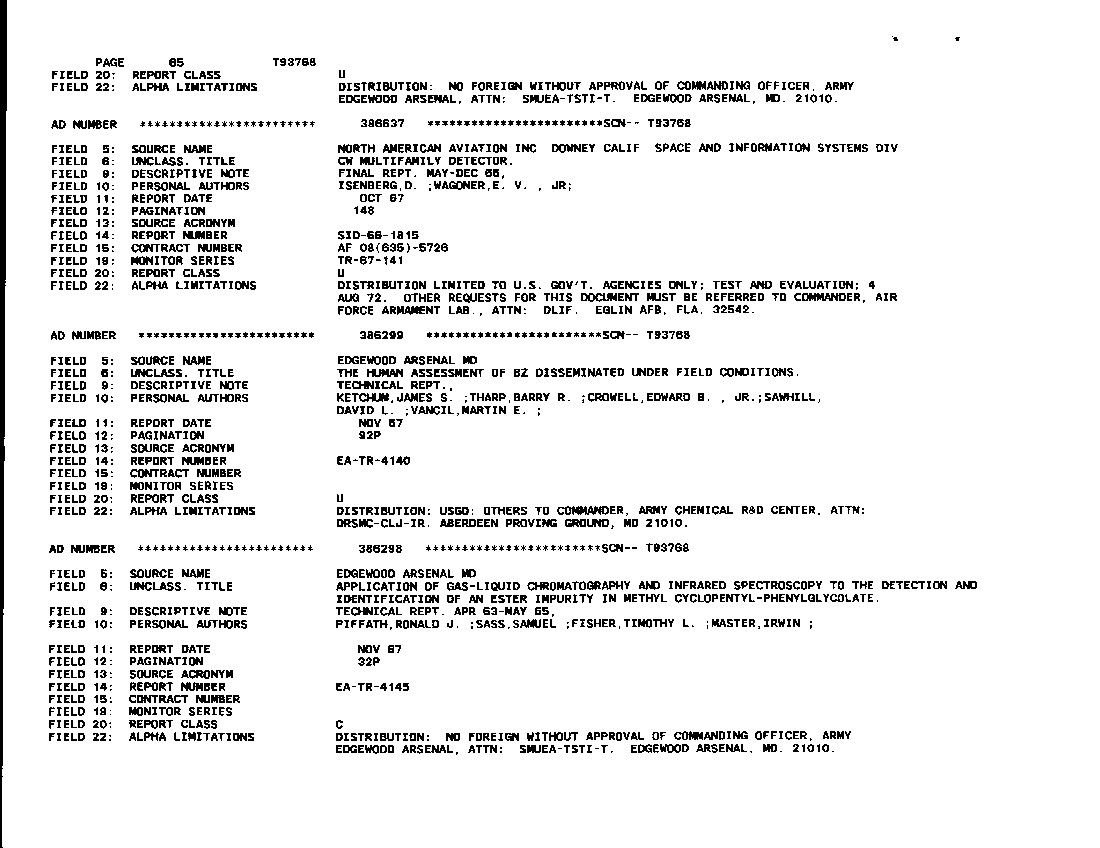 PAGE 65 T93768
FIELD 20: REPORT CLASS U
FIELD 22: ALPHA LIMITATIONS DISTRIBUTION: NO FOREIGN WITHOUT APPROVAL OF COMMANDING OFFICER, ARMY
EDGEWOOD ARSENAL, ATTN: SMUEA-TSTI-T. EDGEWOOD ARSENAL, MD. 21010.
AD NUMBER ************************ 386637 ************************SCN-- T93768
FIELD 5: SOURCE NAME NORTH AMERICAN AVIATION INC DOWNEY CALIF SPACE AND INFORMATION SYSTEMS DIV
FIELD 6: UNCLASS. TITLE CW MULTIFAMILY DETECTOR.
FIELD 9: DESCRIPTIVE NOTE FINAL REPT. MAY-DEC 66,
FIELD 10: PERSONAL AUTHORS ISENBERG,D. ;WAGONER,E. V. , JR;
FIELD 11: REPORT DATE OCT 67
FIELD 12: PAGINATION 148
FIELD 13: SOURCE ACRONYM
FIELD 14: REPORT NUMBER SID-66-1815
FIELD 15: CONTRACT NUMBER AF 08(635)-5726
FIELD 19: MONITOR SERIES TR-67-141
FIELD 20: REPORT CLASS U
FIELD 22: ALPHA LIMITATIONS DISTRIBUTION LIMITED TO U.S. GOV'T. AGENCIES ONLY; TEST AND EVALUATION; 4
AUG 72. OTHER REQUESTS FOR THIS DOCUMENT MUST BE REFERRED TO COMMANDER, AIR
FORCE ARMAMENT LAB., ATTN: DLIF. EGLIN AFB, FLA. 32542.
AD NUMBER ************************ 386299 ************************SCN-- T93768
FIELD 5: SOURCE NAME EDGEWOOD ARSENAL MD
FIELD 6: UNCLASS. TITLE THE HUMAN ASSESSMENT OF BZ DISSEMINATED UNDER FIELD CONDITIONS.
FIELD 9: DESCRIPTIVE NOTE TECHNICAL REPT.,
FIELD 10: PERSONAL AUTHORS KETCHUM,JAMES S. ;THARP,BARRY R. ;CROWELL,EDWARD B. , JR.;SAWHILL,
DAVID L. ;VANCIL,MARTIN E. ;
FIELD 11: REPORT DATE NOV 67
FIELD 12: PAGINATION 92P
FIELD 13: SOURCE ACRONYM
FIELD 14: REPORT NUMBER EA-TR-4140
FIELD 15: CONTRACT NUMBER
FIELD 19: MONITOR SERIES
FIELD 20: REPORT CLASS U
FIELD 22: ALPHA LIMITATIONS DISTRIBUTION: USGO: OTHERS TO COMMANDER, ARMY CHEMICAL R&D CENTER, ATTN:
DRSMC-CLJ-IR. ABERDEEN PROVING GROUND, MD 21010.
AD NUMBER ************************ 386298 ************************SCN-- T93768
FIELD 5: SOURCE NAME EDGEWOOD ARSENAL MD
FIELD 6: UNCLASS. TITLE APPLICATION OF GAS-LIQUID CHROMATOGRAPHY AND INFRARED SPECTROSCOPY TO THE DETECTION AND
IDENTIFICATION OF AN ESTER IMPURITY IN METHYL CYCLOPENTYL-PHENYLGLYCOLATE.
FIELD 9: DESCRIPTIVE NOTE TECHNICAL REPT. APR 63-MAY 65,
FIELD 10: PERSONAL AUTHORS PIFFATH,RONALD J. ;SASS,SAMUEL ;FISHER,TIMOTHY L. ;MASTER,IRWIN ;
FIELD 11: REPORT DATE NOV 67
FIELD 12: PAGINATION 32P
FIELD 13: SOURCE ACRONYM
FIELD 14: REPORT NUMBER EA-TR-4145
FIELD 15: CONTRACT NUMBER
FIELD 19: MONITOR SERIES
FIELD 20: REPORT CLASS C
FIELD 22: ALPHA LIMITATIONS DISTRIBUTION: NO FOREIGN WITHOUT APPROVAL OF COMMANDING OFFICER, ARMY
EDGEWOOD ARSENAL, ATTN: SMUEA-TSTI-T. EDGEWOOD ARSENAL, MD. 21010.